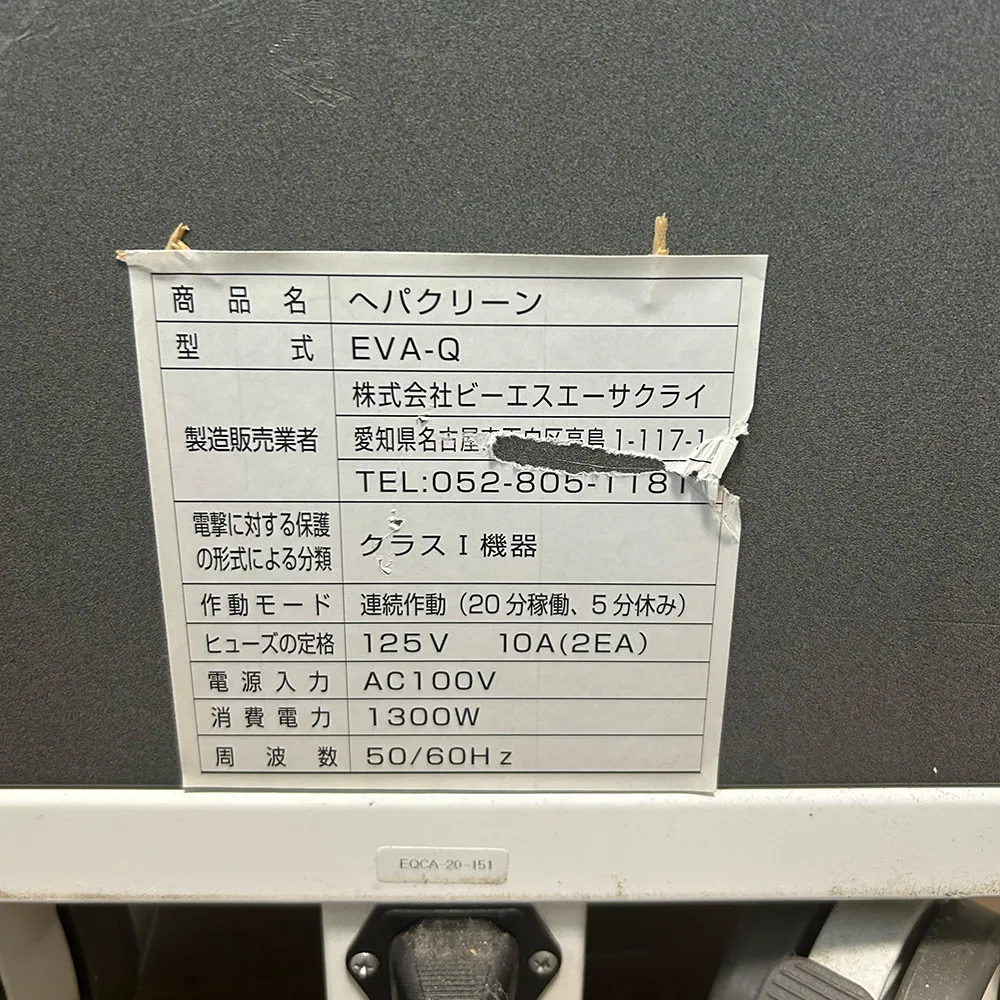 商品名 ヘパクリーン
型式 EVA-Q
製造販売業者 株式会社ビーエスエーサクライ
愛知県名古屋 1-117-1
TEL:052-805-1181
電撃に対する保護
の形式による分類
クラスⅠ機器
作動モード 連続作動（20分稼働、5分休み）
ヒューズの定格 125V 10A(2EA)
電源入力 AC100V
消費電力 1300W
周波数 50/60Hz
EQCA-20-151